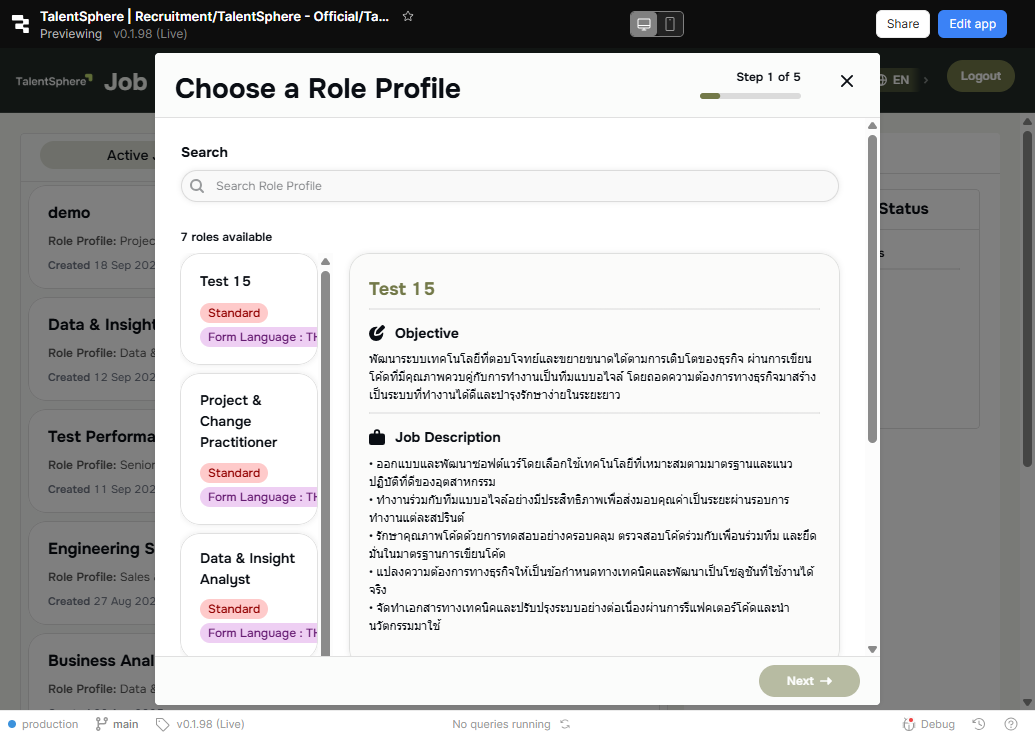 TalentSphere | Recruitment/TalentSphere - Official/Ta...
Previewing v0.1.98 (Live)
Share
Edit app
TalentSphere
Job
EN
Logout
Choose a Role Profile
Step 1 of 5
Active
Search
Search Role Profile
7 roles available
demo
Role Profile: Projec
Created 18 Sep 202
Data & Insight
Role Profile: Data &
Created 12 Sep 202
Test Performa
Role Profile: Senior
Created 11 Sep 202
Engineering S
Role Profile: Sales
Created 27 Aug 202
Business Anal
Role Profile: Data &
Status
Test 15
Standard
Form Language : TH
Project &
Change
Practitioner
Standard
Form Language : TH
Data & Insight
Analyst
Standard
Form Language : TH
Test 15
Objective
พัฒนาระบบเทคโนโลยีที่ตอบโจทย์และขยายขนาดได้ตามการเติบโตของธุรกิจ ผ่านการเขียน
โค้ดที่มีคุณภาพควบคู่กับการทำงานเป็นทีมแบบอไจล์ โดยถอดความต้องการทางธุรกิจมาสร้าง
เป็นระบบที่ทำงานได้ดีและบำรุงรักษาง่ายในระยะยาว
Job Description
• ออกแบบและพัฒนาซอฟต์แวร์โดยเลือกใช้เทคโนโลยีที่เหมาะสมตามมาตรฐานและแนว
ปฏิบัติที่ดีของอุตสาหกรรม
• ทำงานร่วมกับทีมแบบอไจล์อย่างมีประสิทธิภาพเพื่อส่งมอบคุณค่าเป็นระยะผ่านรอบการ
ทำงานแต่ละสปรินต์
• รักษาคุณภาพโค้ดด้วยการทดสอบอย่างครอบคลุม ตรวจสอบโค้ดร่วมกับเพื่อนร่วมทีม และยึด
มั่นในมาตรฐานการเขียนโค้ด
• แปลงความต้องการทางธุรกิจให้เป็นข้อกำหนดทางเทคนิคและพัฒนาเป็นโซลูชันที่ใช้งานได้
จริง
• จัดทำเอกสารทางเทคนิคและปรับปรุงระบบอย่างต่อเนื่องผ่านการรีแฟคเตอร์โค้ดและนำ
นวัตกรรมมาใช้
Next →
production
main
v0.1.98 (Live)
No queries running
Debug